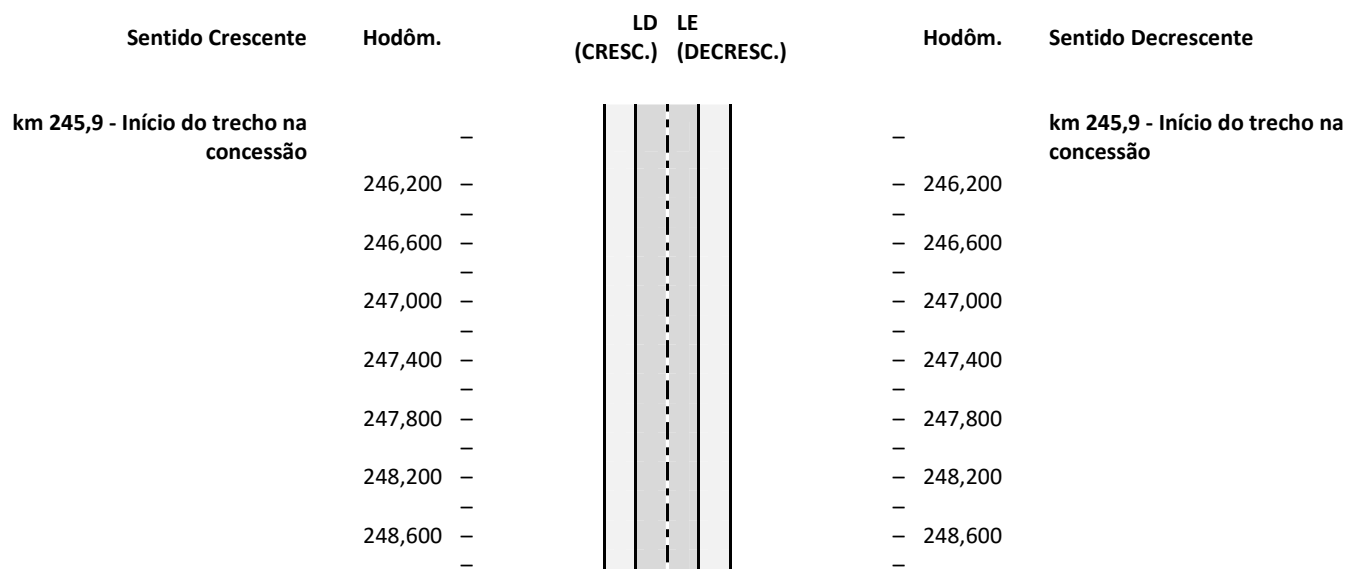 Sentido Crescente Hodôm. LD LE Hodôm. Sentido Decrescente
(CRESC.) (DECRESC.)
km 245,9 - Início do trecho na km 245,9 - Início do trecho na
concessão – – concessão
246,200 – – 246,200
– –
246,600 – – 246,600
– –
247,000 – – 247,000
– –
247,400 – – 247,400
– –
247,800 – – 247,800
– –
248,200 – – 248,200
– –
248,600 – – 248,600
– –